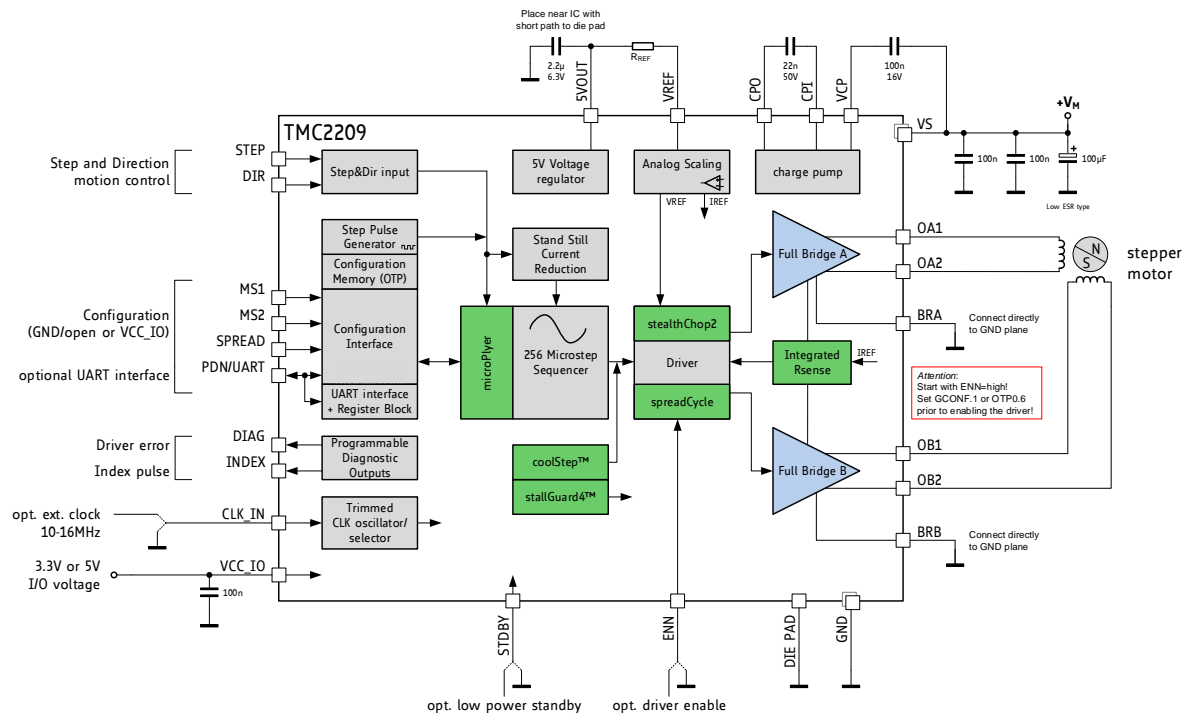 Place near IC with
short path to die pad
2.2µ
6.3V
RREF
22n
50V
100n
16V
5VOUT
VREF
CPO
CPI
VCP
+VM
TMC2209
VS
STEP
Step and Direction
motion control
DIR
Step&Dir input
5V Voltage
regulator
Analog Scaling
charge pump
VREF
IREF
100n
100n
+
100µF
Low ESR type
Step Pulse
Generator
Configuration
Memory (OTP)
Stand Still
Current
Reduction
Full Bridge A
OA1
OA2
N
S
stepper
motor
MS1
MS2
SPREAD
PDN/UART
Configuration
(GND/open or VCC_IO)
optional UART interface
Configuration
Interface
UART interface
+ Register Block
microPlyer
256 Microstep
Sequencer
stealthChop2
Driver
spreadCycle
Integrated
Rsense
IREF
BRA
Connect directly
to GND plane
Attention:
Start with ENN=high!
Set GCONF.1 or OTP0.6
prior to enabling the driver!
Driver error
Index pulse
DIAG
INDEX
Programmable
Diagnostic
Outputs
coolStep™
stallGuard4™
Full Bridge B
OB1
OB2
opt. ext. clock
10-16MHz
CLK_IN
Trimmed
CLK oscillator/
selector
BRB
Connect directly
to GND plane
3.3V or 5V
I/O voltage
VCC_IO
100n
STDBY
ENN
DIE PAD
GND
opt. low power standby
opt. driver enable